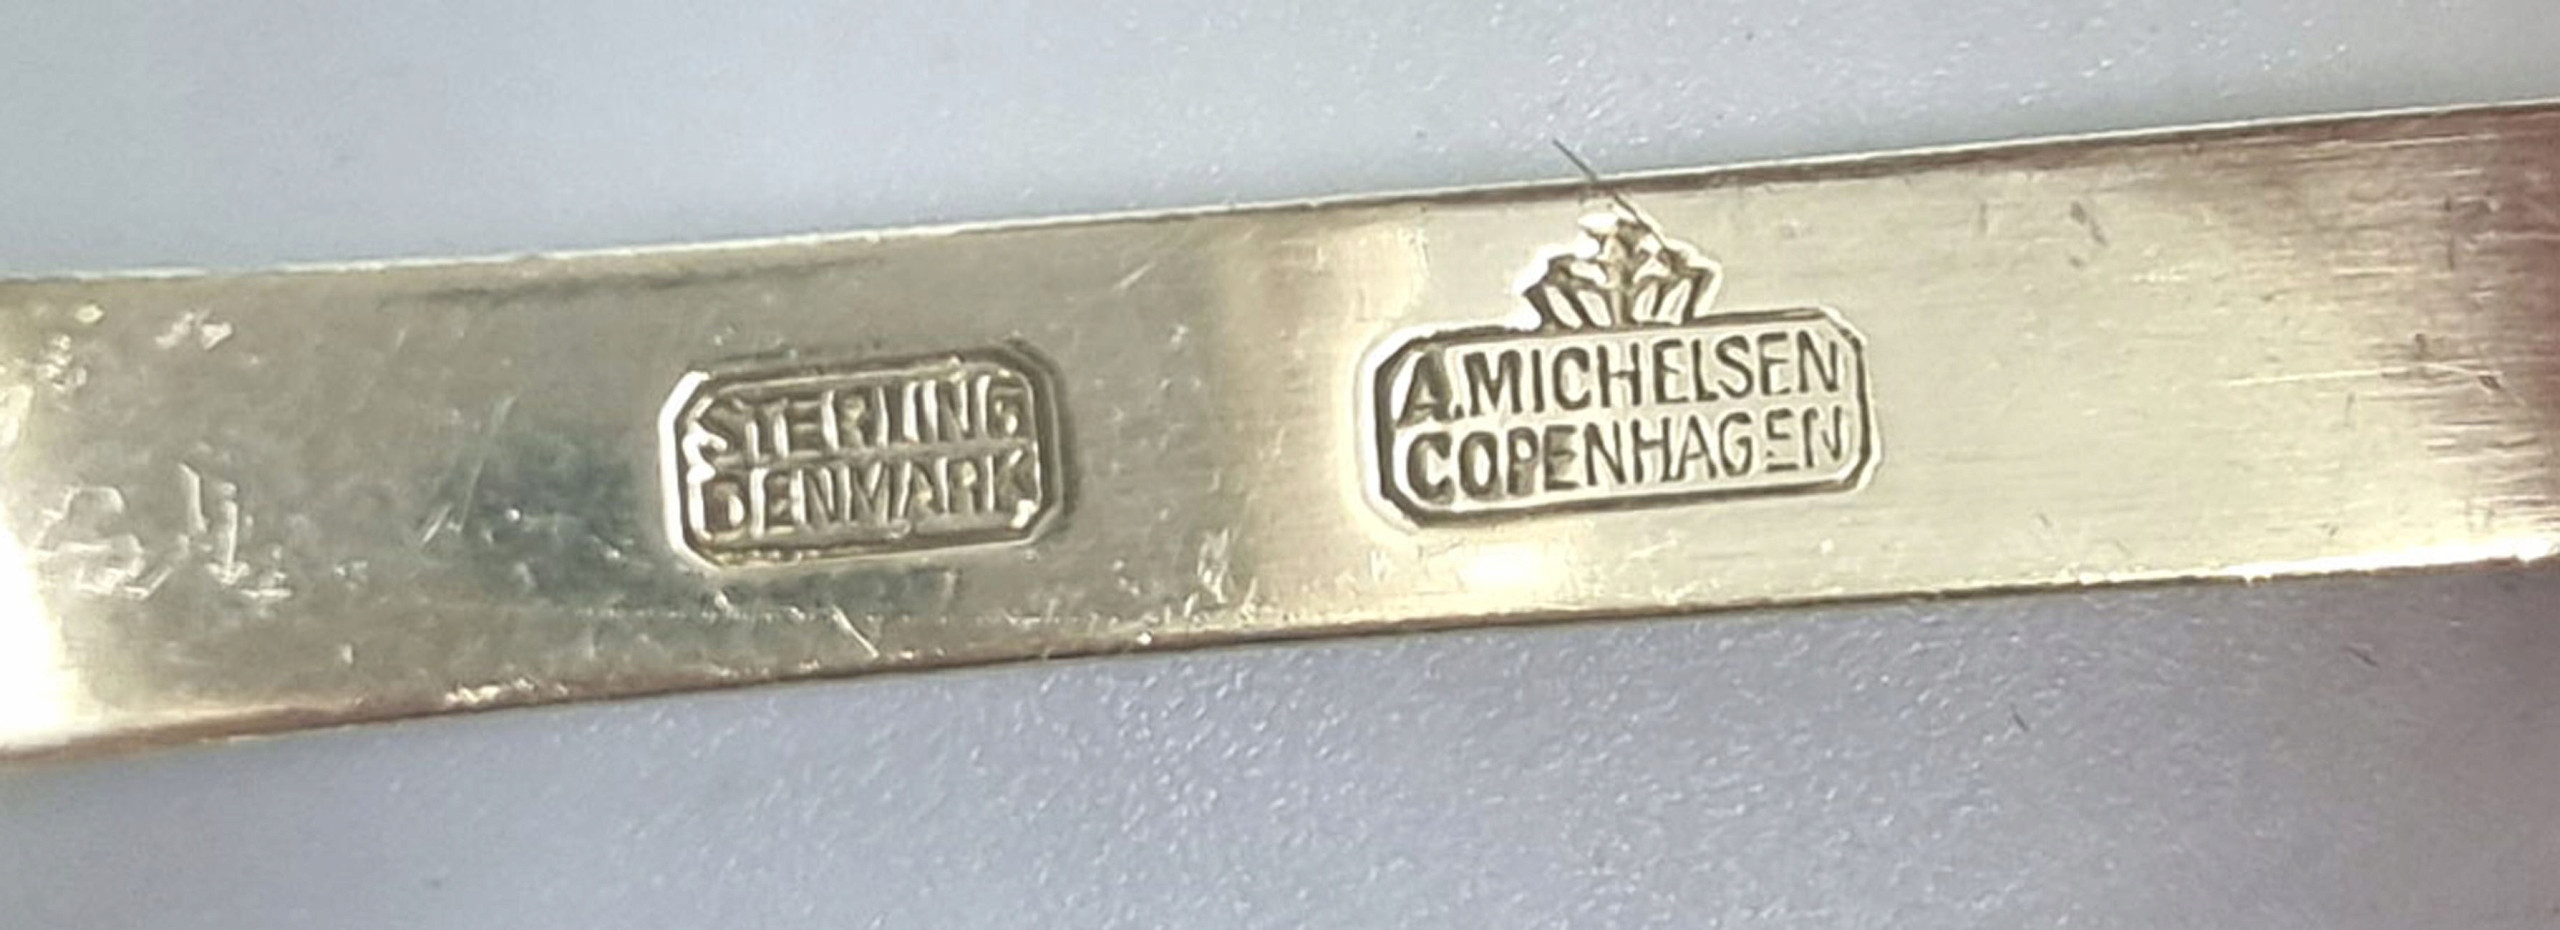 STERLING
DENMARK
A.MICHELSEN
COPENHAGEN